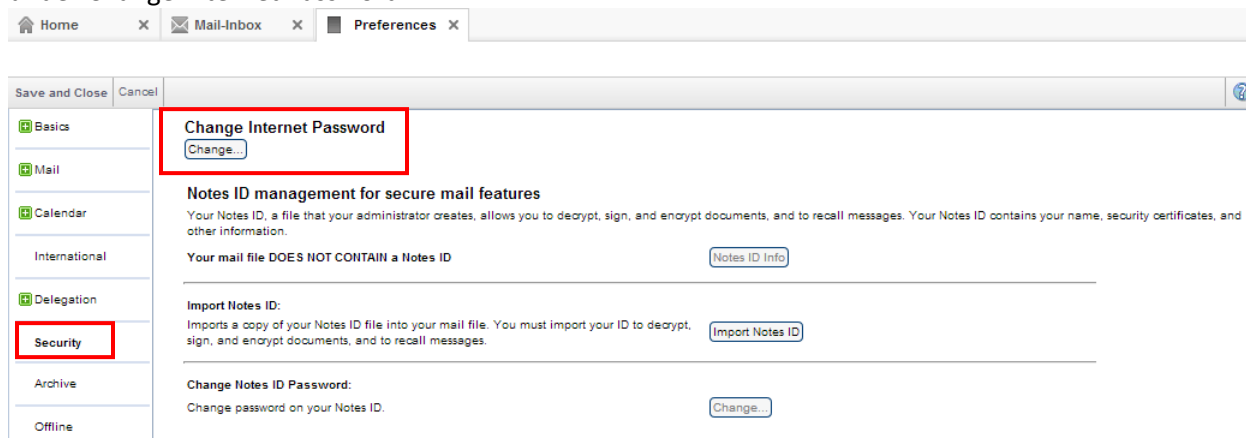 Home
Mail-Inbox
Preferences
Save and Close
Cancel
Basics
Mail
Calendar
International
Delegation
Security
Archive
Offline
Change Internet Password
Change...
Notes ID management for secure mail features
Your Notes ID, a file that your administrator creates, allows you to decrypt, sign, and encrypt documents, and to recall messages. Your Notes ID contains your name, security certificates, and
other information.
Your mail file DOES NOT CONTAIN a Notes ID
Notes ID Info
Import Notes ID:
Imports a copy of your Notes ID file into your mail file. You must import your ID to decrypt,
sign, and encrypt documents, and to recall messages.
Import Notes ID
Change Notes ID Password:
Change password on your Notes ID.
Change...